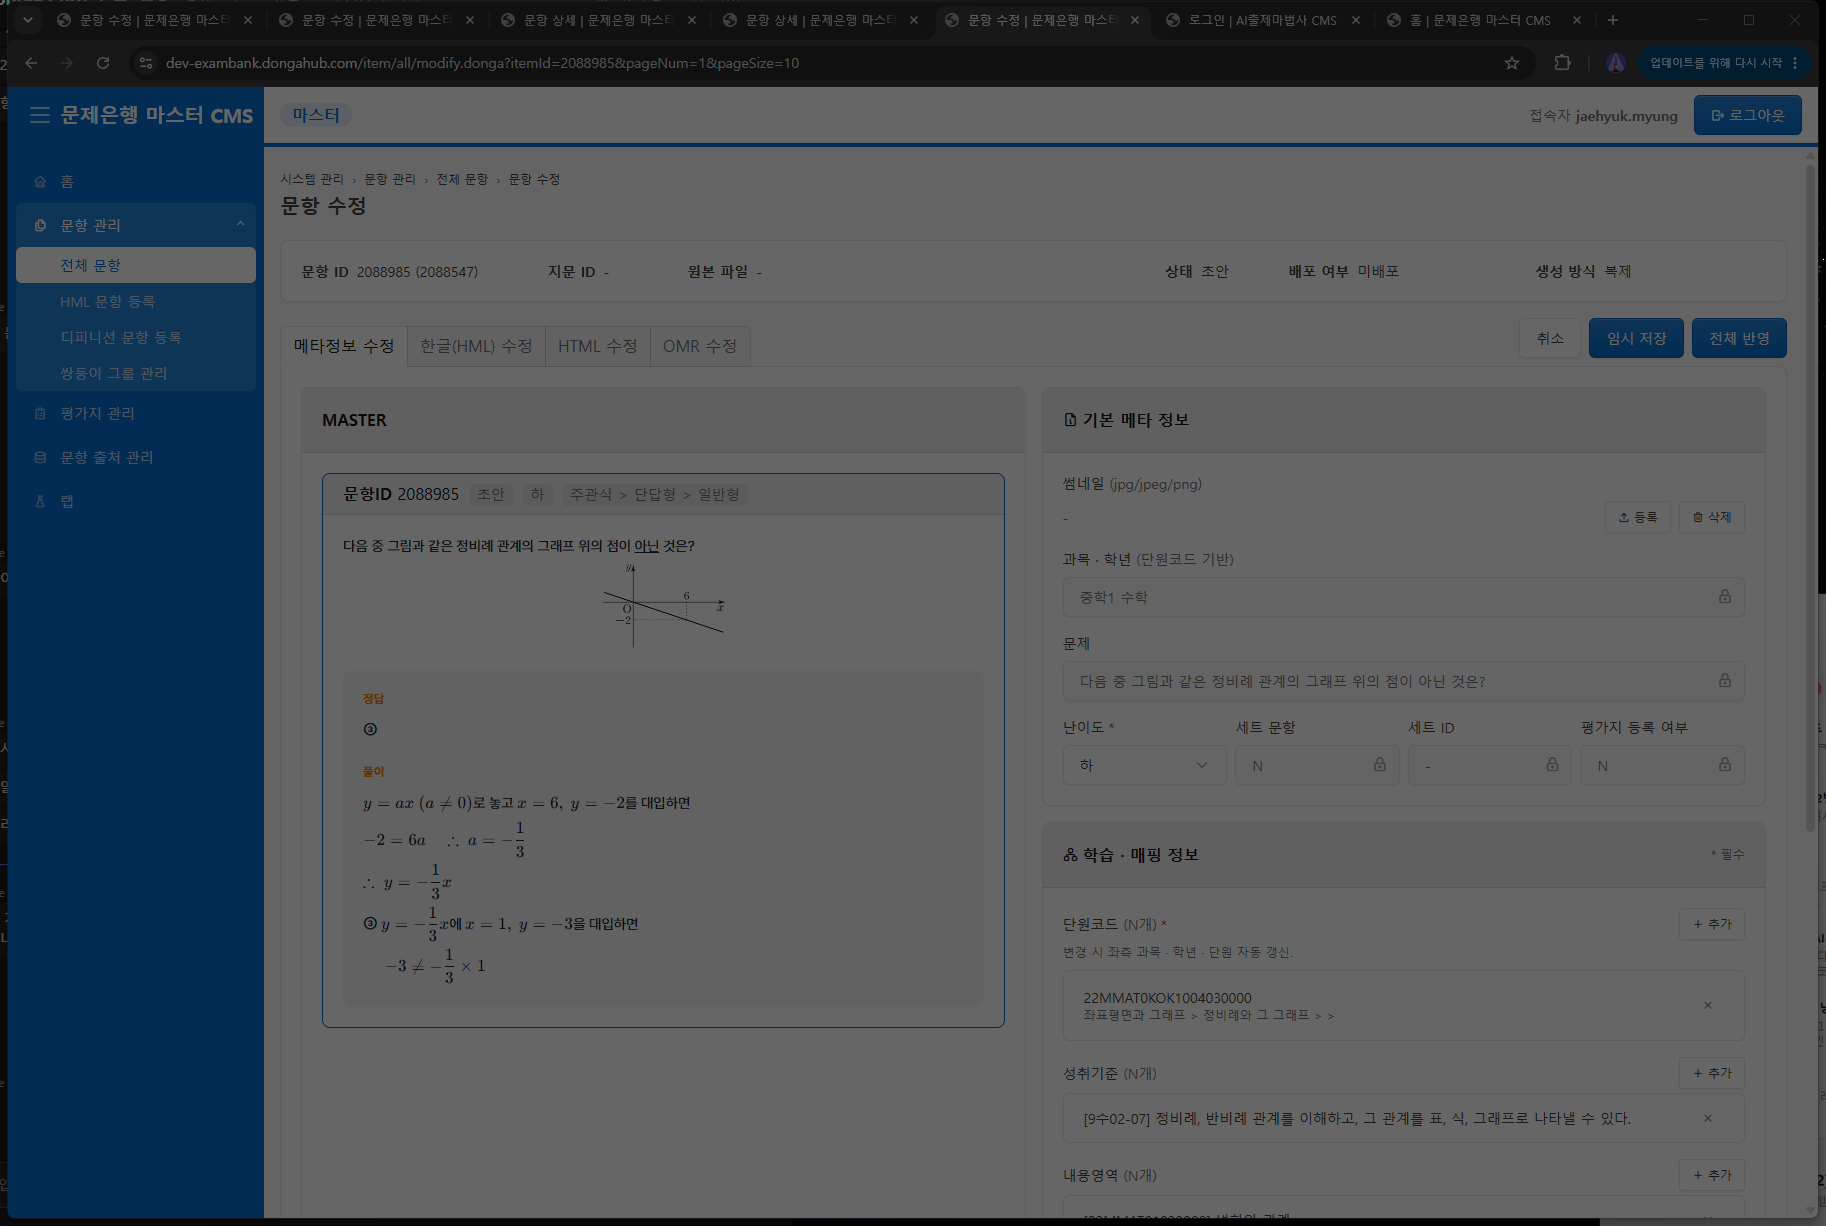 문항 수정 | 문제은행 마스터
문항 수정 | 문제은행 마스터
문항 상세 | 문제은행 마스터
문항 상세 | 문제은행 마스터
문항 수정 | 문제은행 마스터
로그인 | AI출제마법사 CMS
홈 | 문제은행 마스터 CMS
dev-exambank.dongahub.com/item/all/modify.donga?itemId=2088985&pageNum=1&pageSize=10
업데이트를 위해 다시 시작
문제은행 마스터 CMS
마스터
접속자 jaehyuk.myung
로그아웃
홈
문항 관리
전체 문항
HML 문항 등록
디피니션 문항 등록
쌍둥이 그룹 관리
평가지 관리
문항 출처 관리
랩
시스템 관리 › 문항 관리 › 전체 문항 › 문항 수정
문항 수정
문항 ID 2088985 (2088547)
지문 ID -
원본 파일 -
상태 초안
배포 여부 미배포
생성 방식 복제
메타정보 수정
한글(HML) 수정
HTML 수정
OMR 수정
취소
임시 저장
전체 반영
MASTER
문항ID 2088985 초안 하 주관식 > 단답형 > 일반형
다음 중 그림과 같은 정비례 관계의 그래프 위의 점이 아닌 것은?
y
6
O
x
−2
정답
③
풀이
y = ax (a ≠ 0)로 놓고 x = 6, y = −2를 대입하면
−2 = 6a ∴ a = −1/3
∴ y = −1/3x
③ y = −1/3x에 x = 1, y = −3을 대입하면
−3 ≠ −1/3 × 1
기본 메타 정보
썸네일 (jpg/jpeg/png)
-
등록
삭제
과목 · 학년 (단원코드 기반)
중학1 수학
문제
다음 중 그림과 같은 정비례 관계의 그래프 위의 점이 아닌 것은?
난이도 *
세트 문항
세트 ID
평가지 등록 여부
하
N
-
N
학습 · 매핑 정보
* 필수
단원코드 (N개) *
+ 추가
변경 시 좌측 과목 · 학년 · 단원 자동 갱신.
22MMAT0KOK1004030000
좌표평면과 그래프 > 정비례와 그 그래프 > >
성취기준 (N개)
+ 추가
[9수02-07] 정비례, 반비례 관계를 이해하고, 그 관계를 표, 식, 그래프로 나타낼 수 있다.
내용영역 (N개)
+ 추가